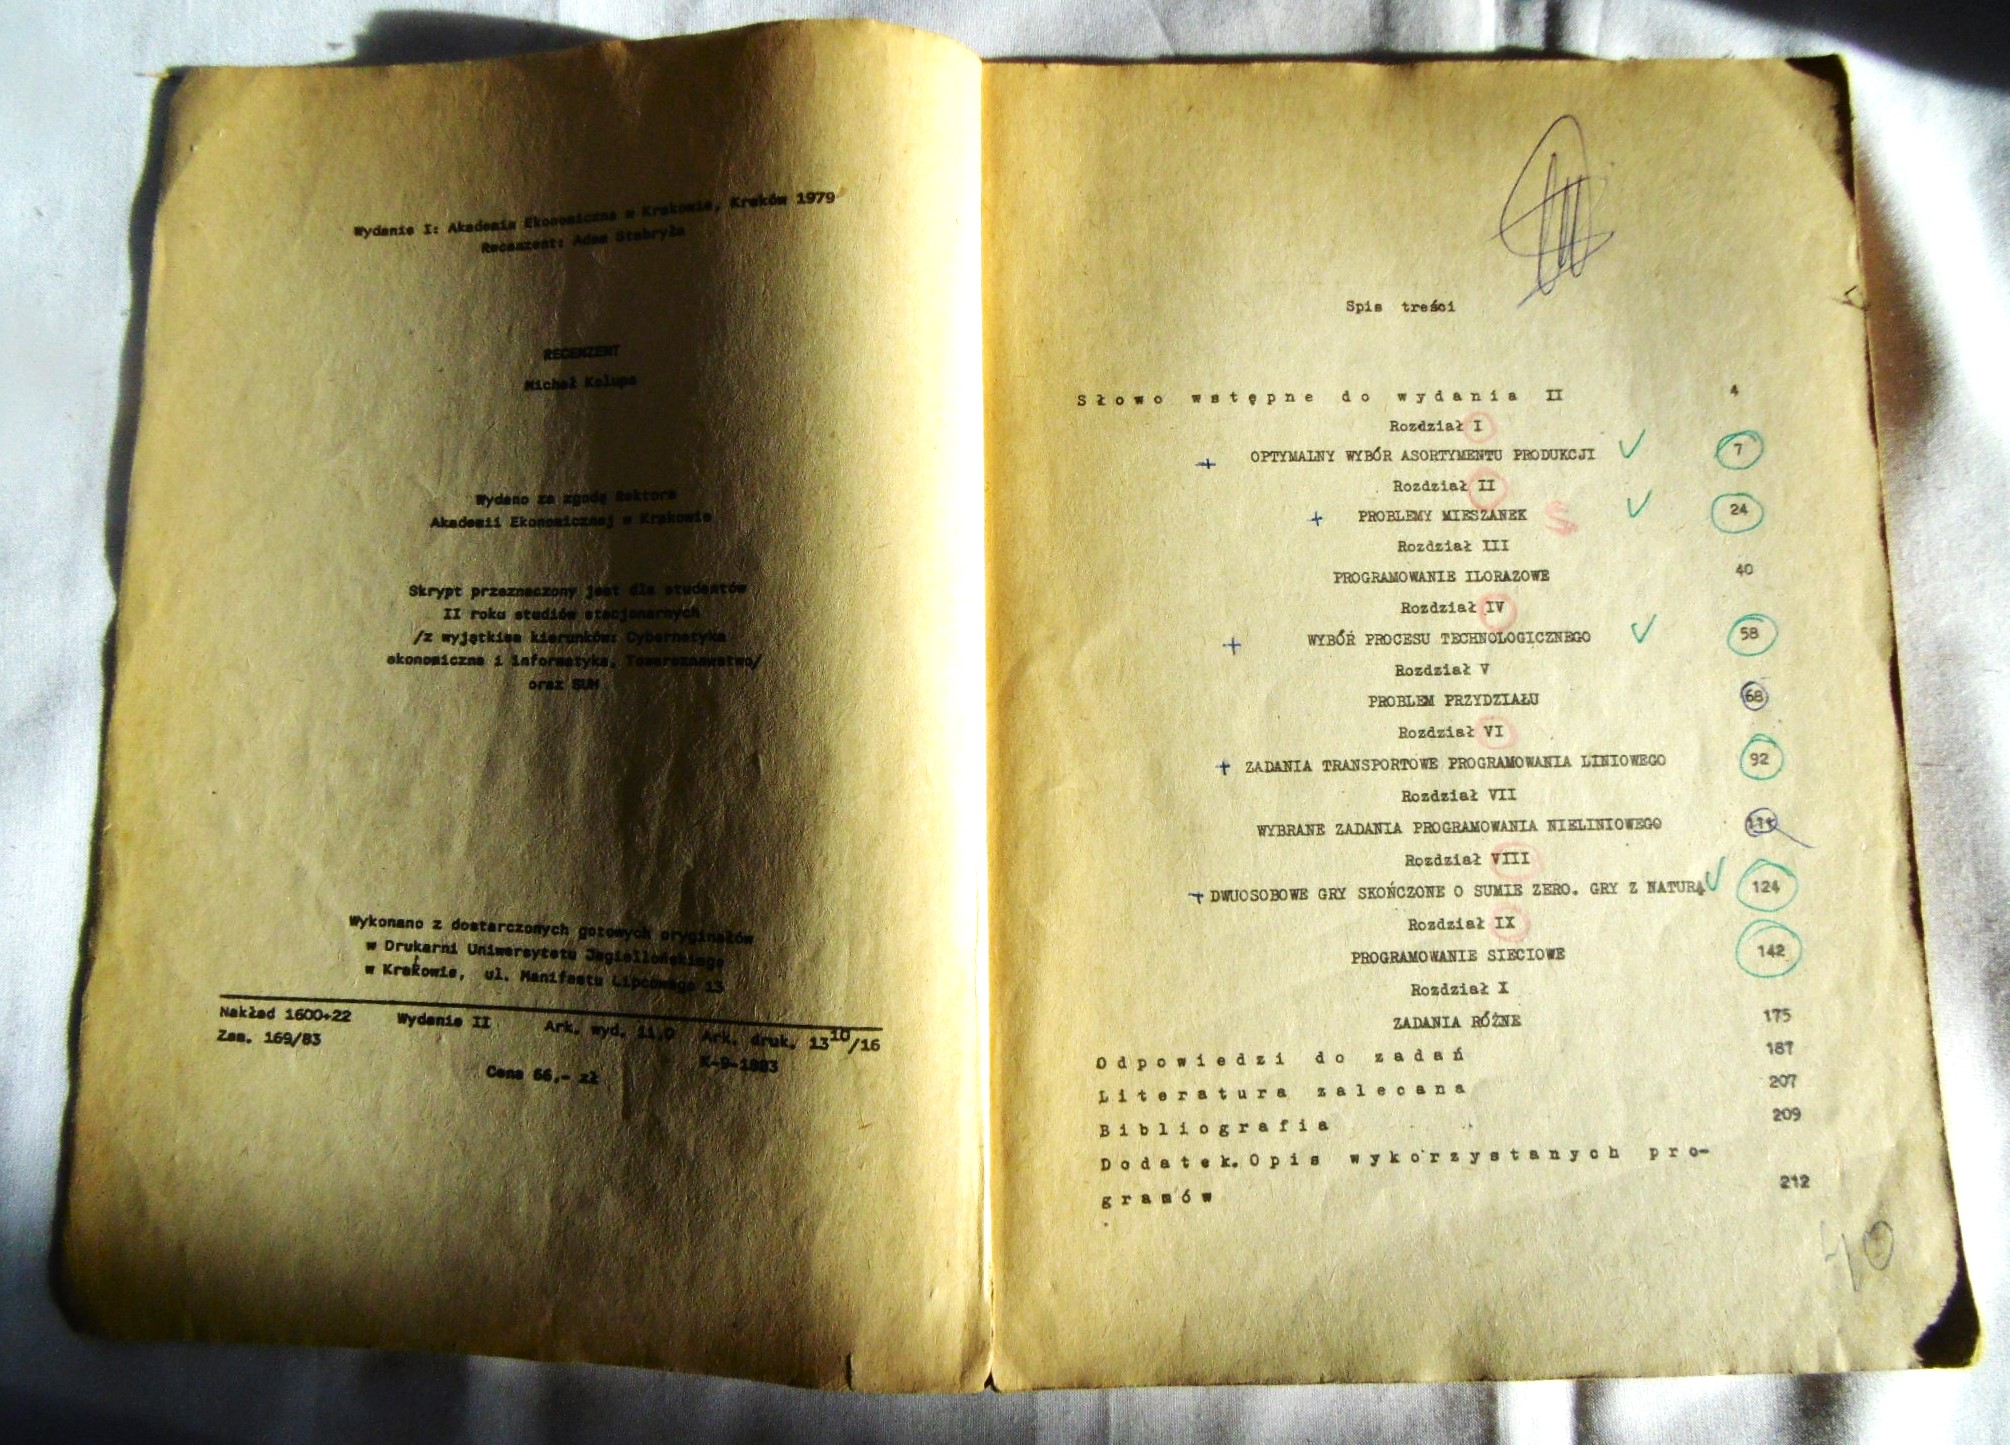 Wydanie I: Akademia Ekonomiczna w Krakowie, Kraków 1979
Recenzent: Adam Stabryła
RECENZENT
Michał Kolupa
Wydano za zgodą Rektora
Akademii Ekonomicznej w Krakowie
Skrypt przeznaczony jest dla studentów
II roku studiów stacjonarnych
/z wyjątkiem kierunków: Cybernetyka
ekonomiczna i informatyka, Towaroznawstwo/
oraz SUM
Wykonano z dostarczonych gotowych oryginałów
w Drukarni Uniwersytetu Jagiellońskiego
w Krakowie, ul. Manifestu Lipcowego 13
Nakład 1600+22 Wydanie II Ark. wyd. 11,0 Ark. druk. 13 10/16
Zam. 169/83 K-9-1883
Cena 66,- zł
Spis treści
Słowo wstępne do wydania II 4
Rozdział I
+ OPTYMALNY WYBÓR ASORTYMENTU PRODUKCJI ✓ 7
Rozdział II
+ PROBLEMY MIESZANEK ✓ 24
Rozdział III
PROGRAMOWANIE ILORAZOWE 40
Rozdział IV
+ WYBÓR PROCESU TECHNOLOGICZNEGO ✓ 58
Rozdział V
PROBLEM PRZYDZIAŁU 68
Rozdział VI
+ ZADANIA TRANSPORTOWE PROGRAMOWANIA LINIOWEGO 92
Rozdział VII
WYBRANE ZADANIA PROGRAMOWANIA NIELINIOWEGO
Rozdział VIII
+ DWUOSOBOWE GRY SKOŃCZONE O SUMIE ZERO. GRY Z NATURĄ ✓ 124
Rozdział IX
PROGRAMOWANIE SIECIOWE 142
Rozdział X
ZADANIA RÓŻNE 175
Odpowiedzi do zadań 187
Literatura zalecana 207
Bibliografia 209
Dodatek. Opis wykorzystanych pro-
gramów 212